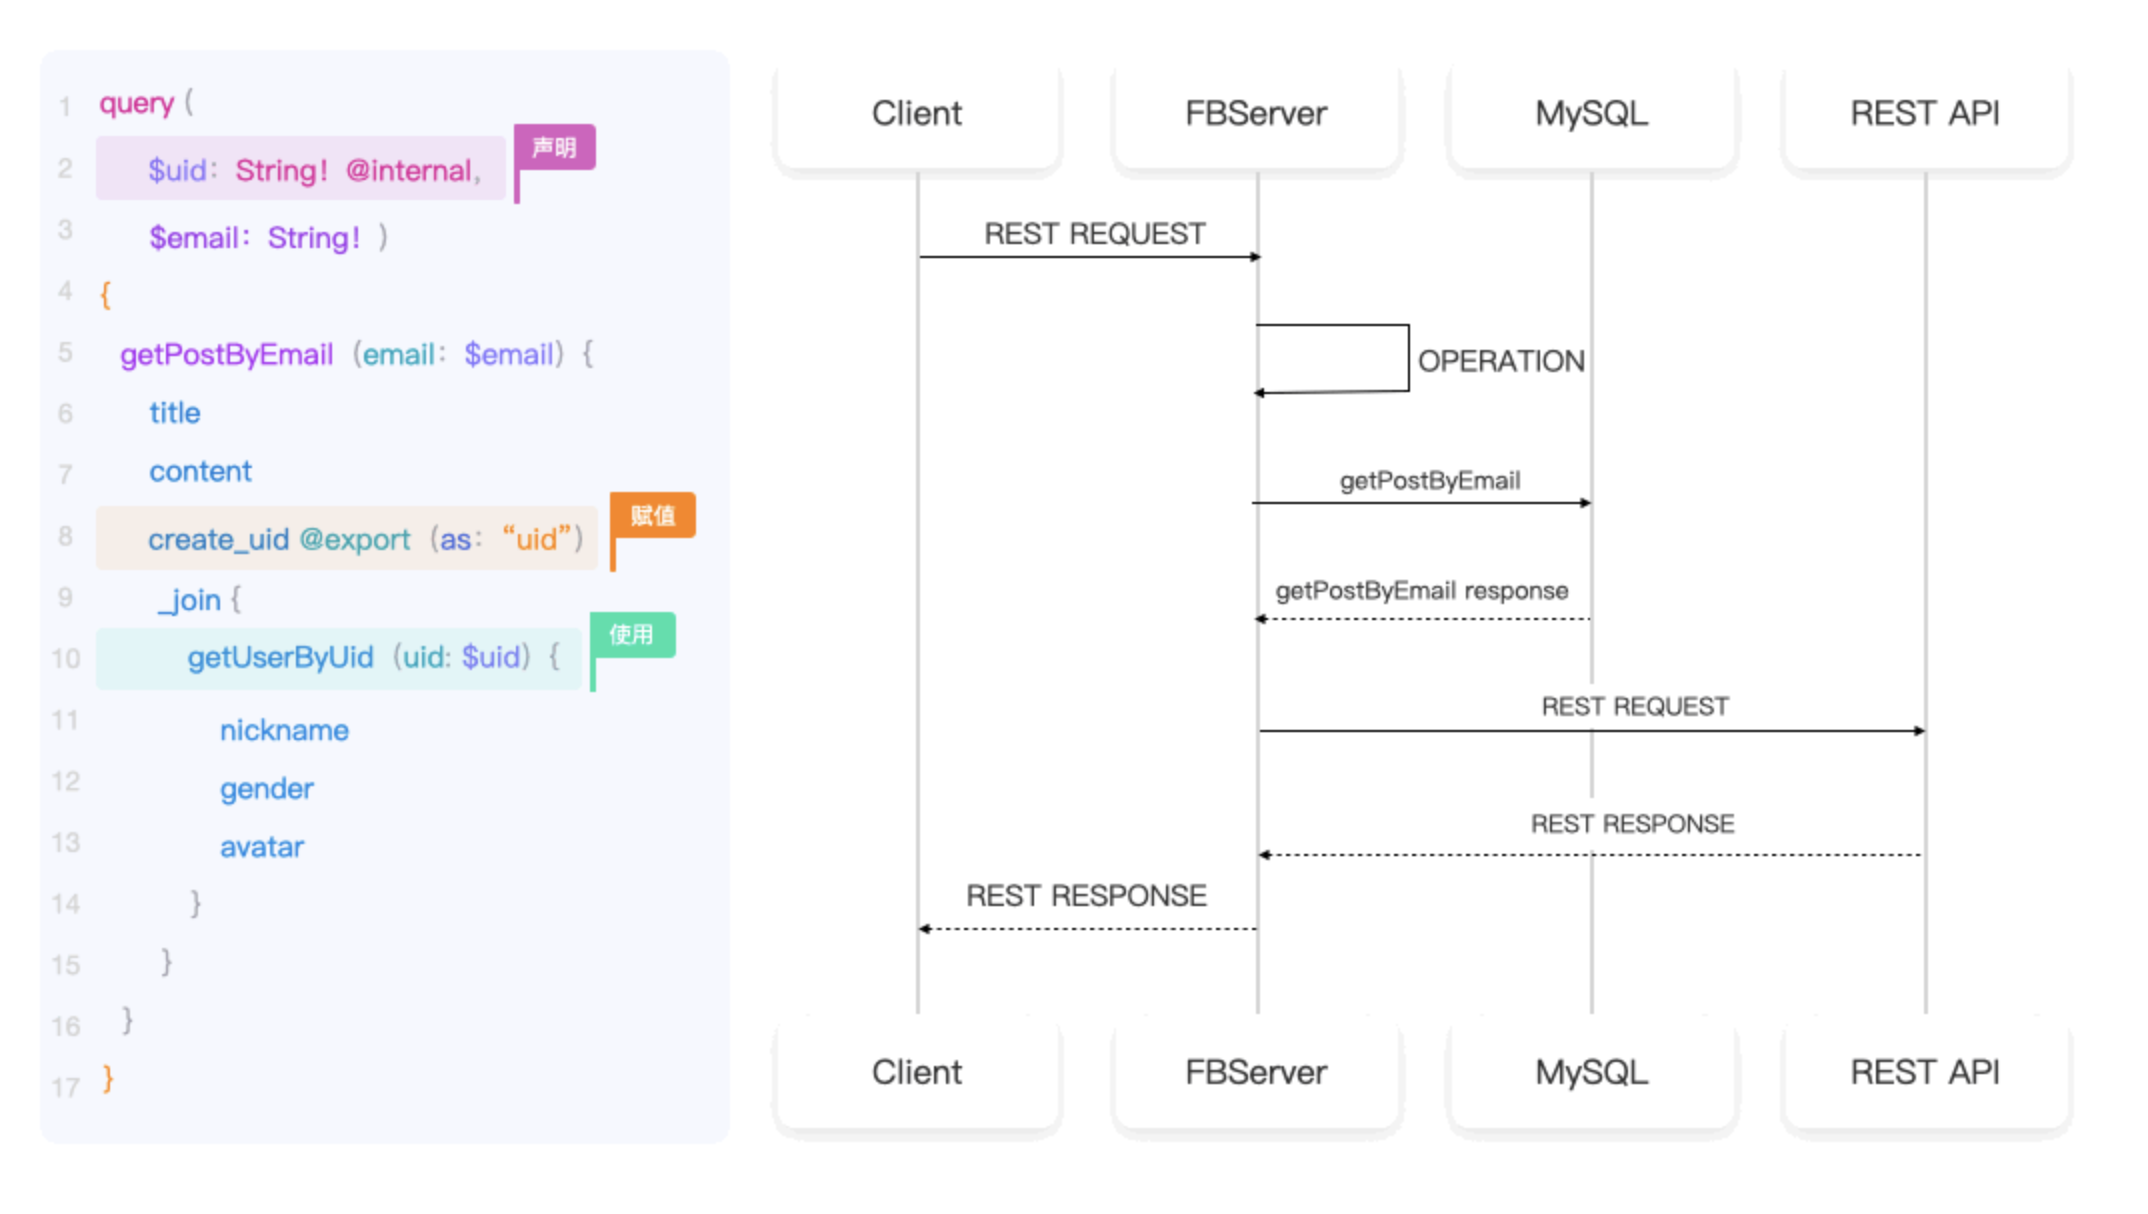 1 query (
2 $uid: String! @internal,
声明
3 $email: String! )
4 {
5 getPostByEmail (email: $email) {
6 title
7 content
8 create_uid @export (as: “uid”)
赋值
9 _join {
10 getUserByUid (uid: $uid) {
使用
11 nickname
12 gender
13 avatar
14 }
15 }
16 }
17 }
Client FBServer MySQL REST API
REST REQUEST
OPERATION
getPostByEmail
getPostByEmail response
REST REQUEST
REST RESPONSE
REST RESPONSE
Client FBServer MySQL REST API